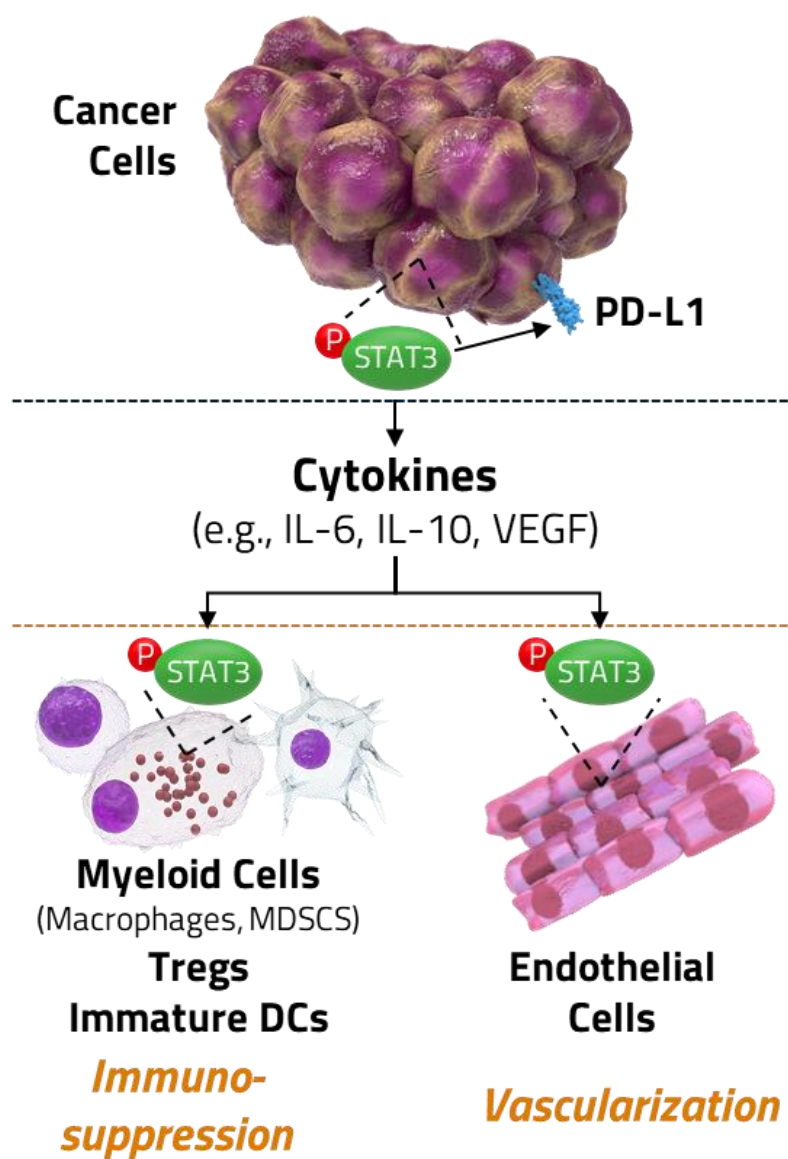 Cancer
Cells
PD-L1
P
STAT3
Cytokines
(e.g., IL-6, IL-10, VEGF)
P
STAT3
P
STAT3
Myeloid Cells
(Macrophages, MDSCS)
Tregs
Immature DCs
Endothelial
Cells
Immuno-
suppression
Vascularization